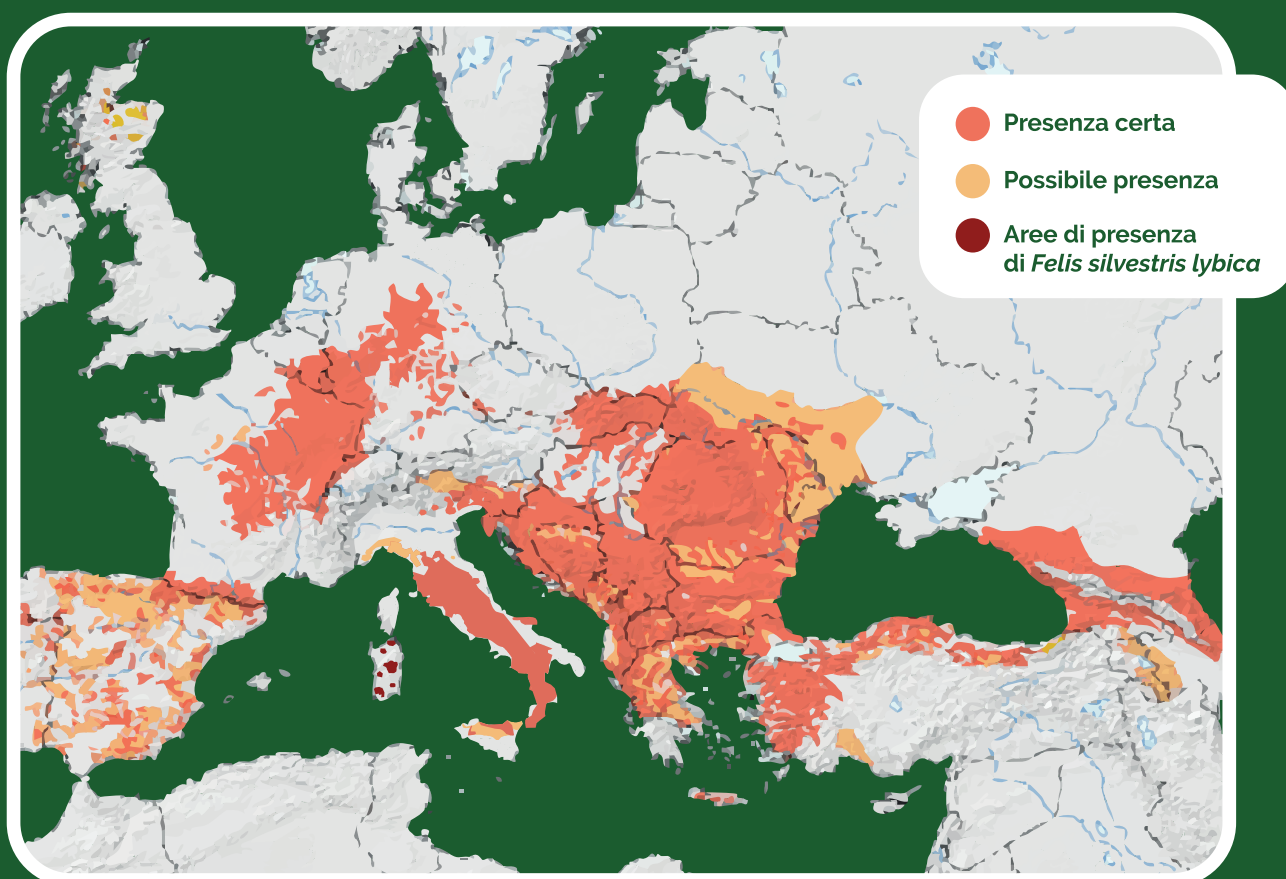 Presenza certa
Possibile presenza
Aree di presenza
di Felis silvestris lybica